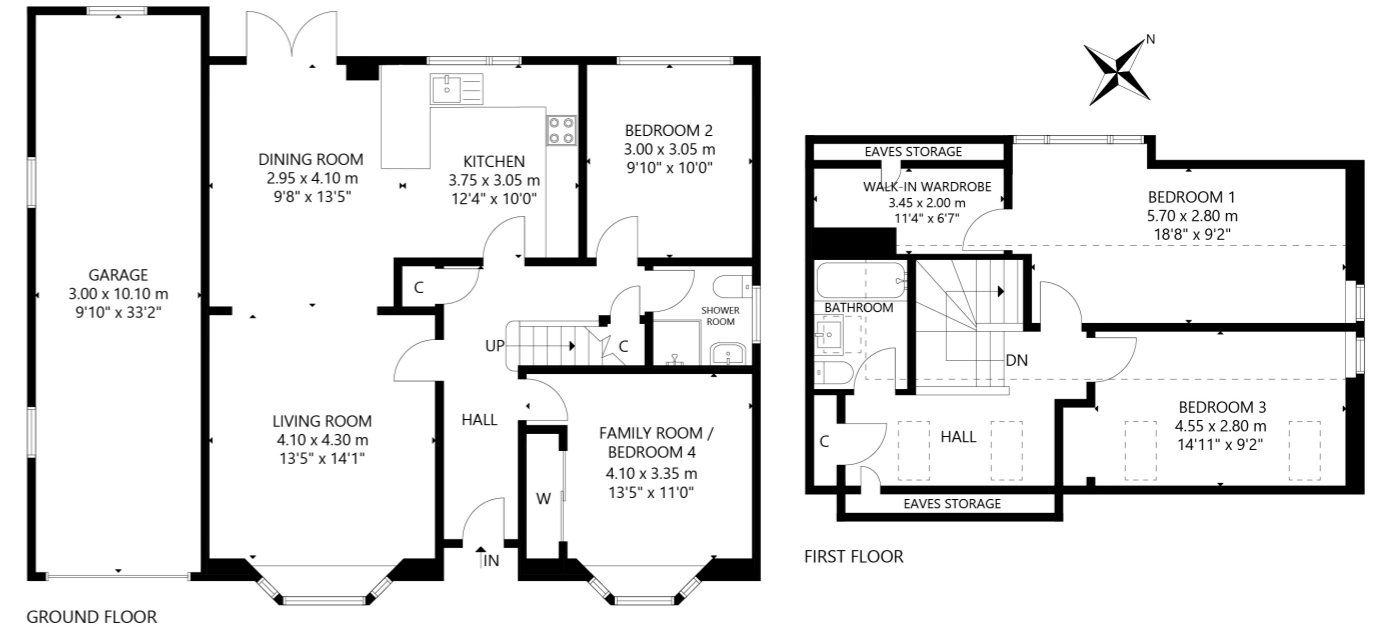 GARAGE
3.00 x 10.10 m
9'10" x 33'2"
DINING ROOM
2.95 x 4.10 m
9'8" x 13'5"
KITCHEN
3.75 x 3.05 m
12'4" x 10'0"
BEDROOM 2
3.00 x 3.05 m
9'10" x 10'0"
C
SHOWER
ROOM
UP
C
LIVING ROOM
4.10 x 4.30 m
13'5" x 14'1"
HALL
FAMILY ROOM /
BEDROOM 4
4.10 x 3.35 m
13'5" x 11'0"
W
IN
GROUND FLOOR
N
EAVES STORAGE
WALK-IN WARDROBE
3.45 x 2.00 m
11'4" x 6'7"
BEDROOM 1
5.70 x 2.80 m
18'8" x 9'2"
BATHROOM
DN
BEDROOM 3
4.55 x 2.80 m
14'11" x 9'2"
C
HALL
EAVES STORAGE
FIRST FLOOR